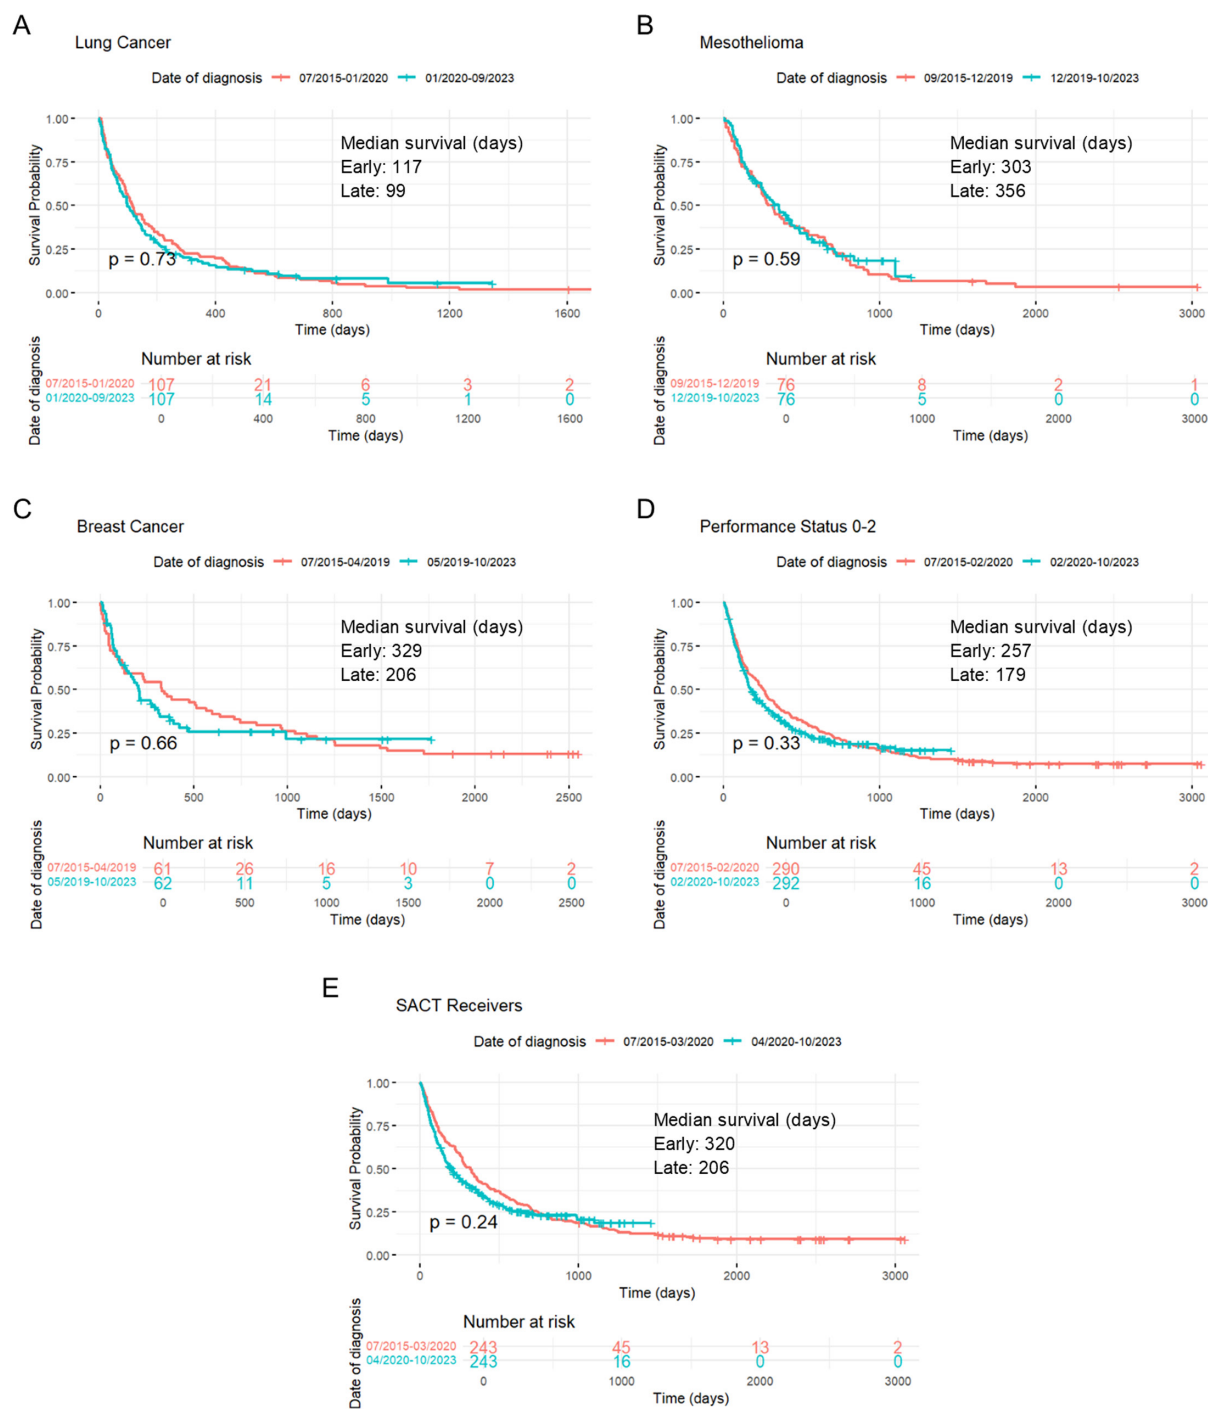 A
Lung Cancer
Date of diagnosis 07/2015-01/2020 01/2020-09/2023
Survival Probability
1.00
0.75
0.50
0.25
0.00
Median survival (days)
Early: 117
Late: 99
p = 0.73
0 400 800 1200 1600
Time (days)
Date of diagnosis
Number at risk
07/2015-01/2020 107 21 6 3 2
01/2020-09/2023 107 14 5 1 0
0 400 800 1200 1600
Time (days)
B
Mesothelioma
Date of diagnosis 09/2015-12/2019 12/2019-10/2023
Survival Probability
1.00
0.75
0.50
0.25
0.00
Median survival (days)
Early: 303
Late: 356
p = 0.59
0 1000 2000 3000
Time (days)
Date of diagnosis
Number at risk
09/2015-12/2019 76 8 2 1
12/2019-10/2023 76 5 0 0
0 1000 2000 3000
Time (days)
C
Breast Cancer
Date of diagnosis 07/2015-04/2019 05/2019-10/2023
Survival Probability
1.00
0.75
0.50
0.25
0.00
Median survival (days)
Early: 329
Late: 206
p = 0.66
0 500 1000 1500 2000 2500
Time (days)
Date of diagnosis
Number at risk
07/2015-04/2019 61 26 16 10 7 2
05/2019-10/2023 62 11 5 3 0 0
0 500 1000 1500 2000 2500
Time (days)
D
Performance Status 0-2
Date of diagnosis 07/2015-02/2020 02/2020-10/2023
Survival Probability
1.00
0.75
0.50
0.25
0.00
Median survival (days)
Early: 257
Late: 179
p = 0.33
0 1000 2000 3000
Time (days)
Date of diagnosis
Number at risk
07/2015-02/2020 290 45 13 2
02/2020-10/2023 292 16 0 0
0 1000 2000 3000
Time (days)
E
SACT Receivers
Date of diagnosis 07/2015-03/2020 04/2020-10/2023
Survival Probability
1.00
0.75
0.50
0.25
0.00
Median survival (days)
Early: 320
Late: 206
p = 0.24
0 1000 2000 3000
Time (days)
Date of diagnosis
Number at risk
07/2015-03/2020 243 45 13 2
04/2020-10/2023 243 16 0 0
0 1000 2000 3000
Time (days)